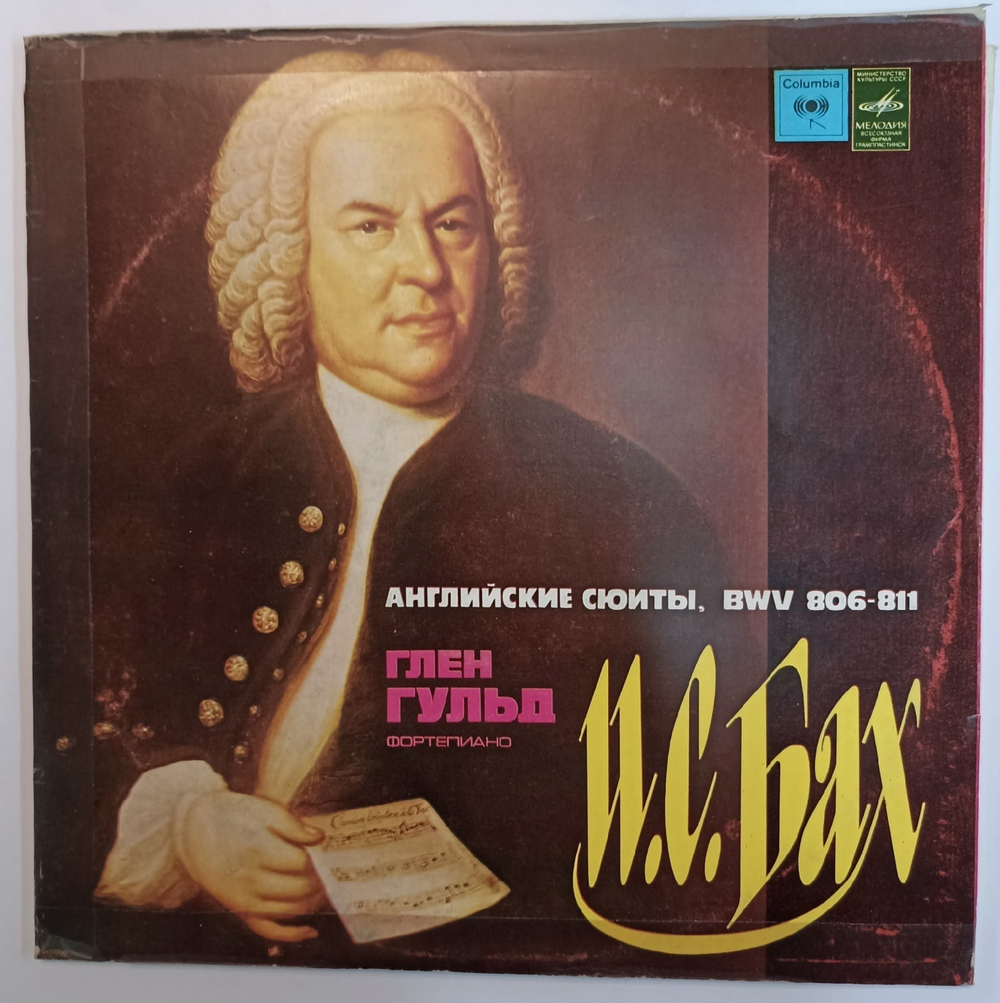 Columbia
МИНИСТЕРСТВО
КУЛЬТУРЫ СССР
МЕЛОДИЯ
ВСЕСОЮЗНАЯ
ФИРМА
ГРАМПЛАСТИНОК
АНГЛИЙСКИЕ СЮИТЫ, BWV 806-811
ГЛЕН
ГУЛЬД
ФОРТЕПИАНО
И.С. Бах